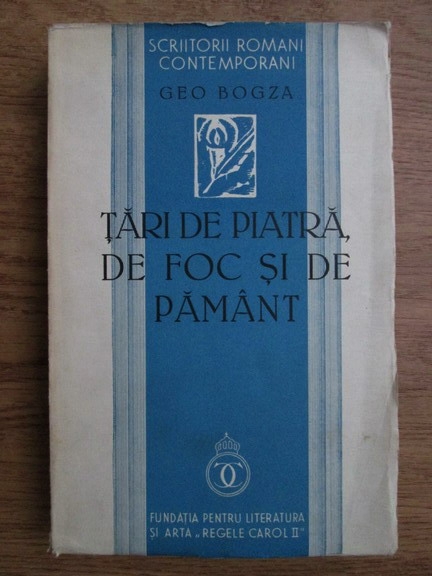 SCRIITORII ROMANI
CONTEMPORANI
GEO BOGZA
ȚĂRI DE PIATRĂ,
DE FOC ȘI DE
PĂMÂNT
FUNDAȚIA PENTRU LITERATURA
ȘI ARTA „REGELE CAROL II"